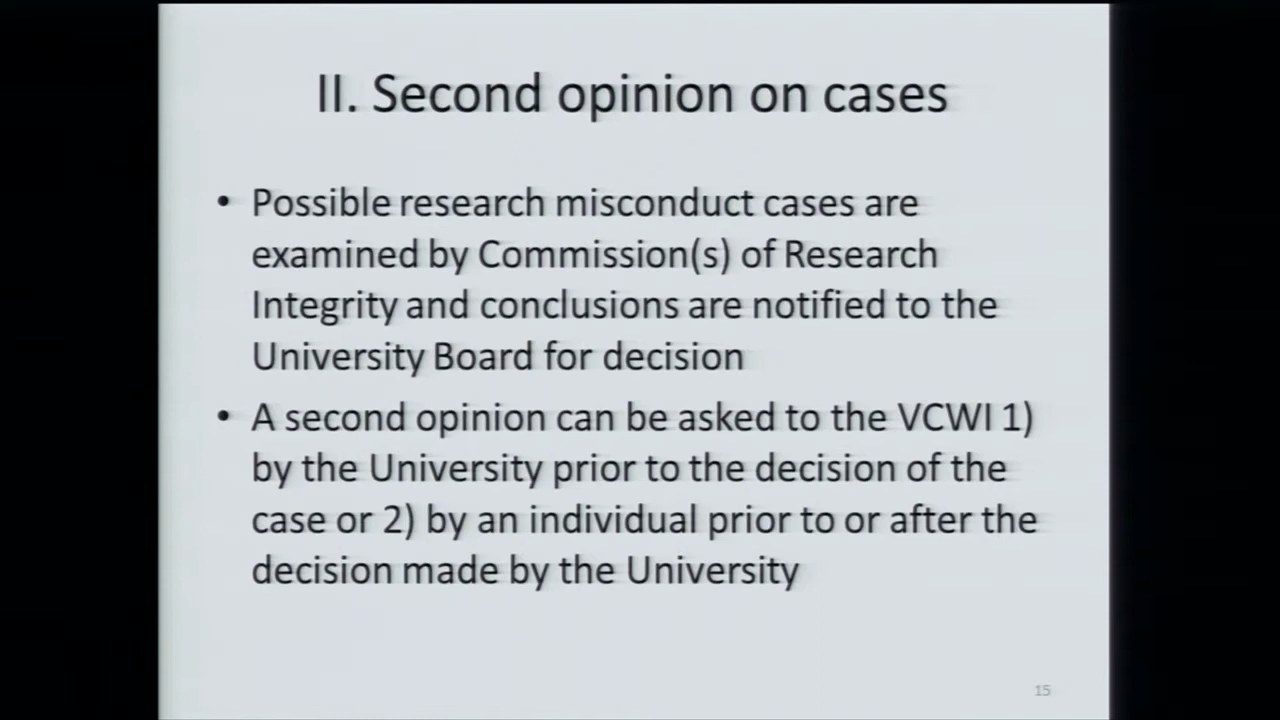 II. Second opinion on cases
• Possible research misconduct cases are
examined by Commission(s) of Research
Integrity and conclusions are notified to the
University Board for decision
• A second opinion can be asked to the VCWI 1)
by the University prior to the decision of the
case or 2) by an individual prior to or after the
decision made by the University
15